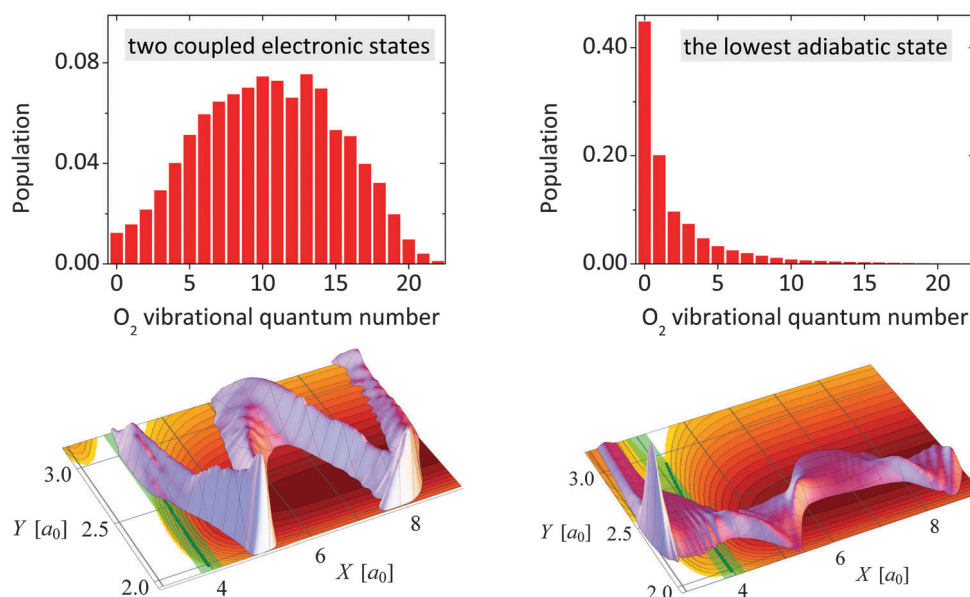 two coupled electronic states
0.08
0.04
0.00
Population
0 5 10 15 20
O₂ vibrational quantum number
the lowest adiabatic state
0.40
0.20
0.00
Population
0 5 10 15 20
O₂ vibrational quantum number
3.0
2.5
2.0
Y [a₀]
4 6 8
X [a₀]
3.0
2.5
2.0
Y [a₀]
4 6 8
X [a₀]